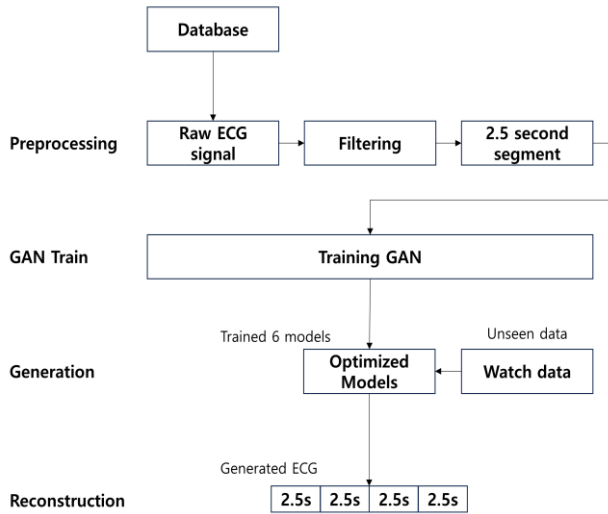 Database
Preprocessing
Raw ECG
signal
Filtering
2.5 second
segment
GAN Train
Training GAN
Trained 6 models
Unseen data
Generation
Optimized
Models
Watch data
Generated ECG
Reconstruction
2.5s 2.5s 2.5s 2.5s